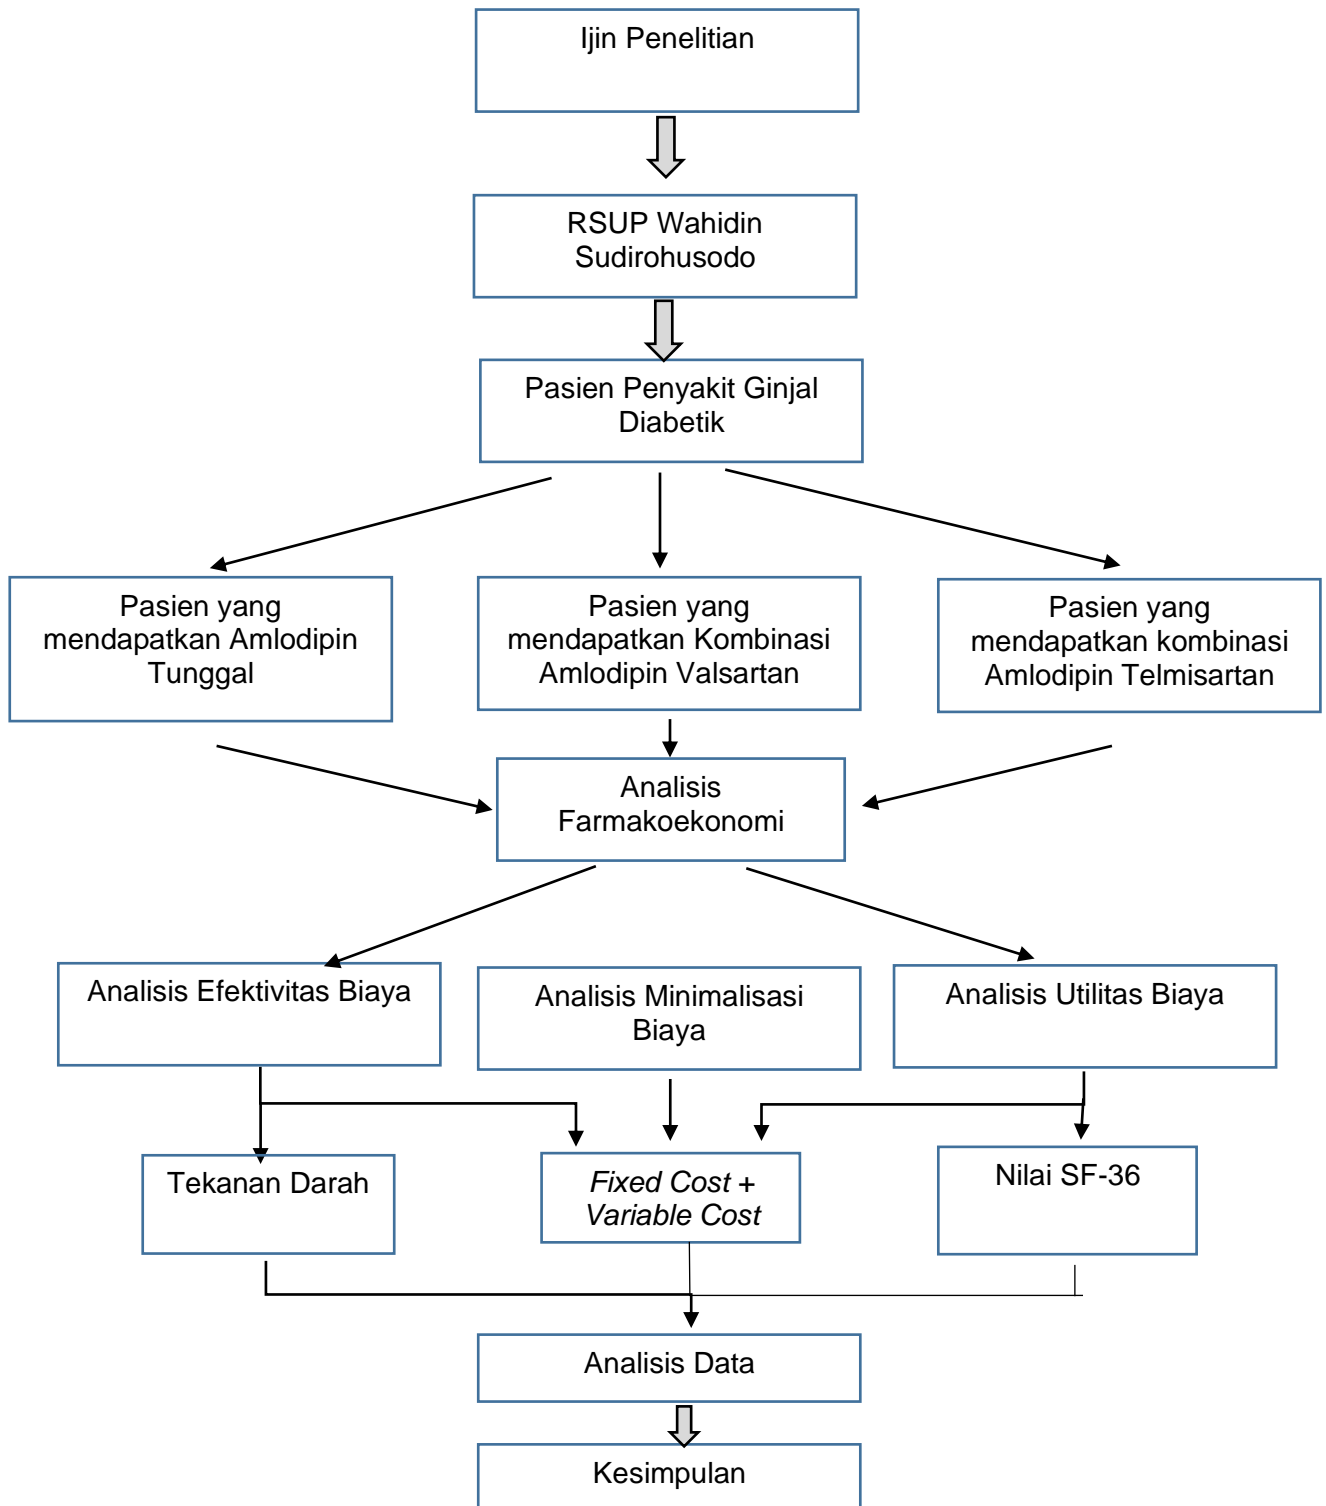 Ijin Penelitian
RSUP Wahidin
Sudirohusodo
Pasien Penyakit Ginjal
Diabetik
Pasien yang
mendapatkan Amlodipin
Tunggal
Pasien yang
mendapatkan Kombinasi
Amlodipin Valsartan
Pasien yang
mendapatkan kombinasi
Amlodipin Telmisartan
Analisis
Farmakoekonomi
Analisis Efektivitas Biaya
Analisis Minimalisasi
Biaya
Analisis Utilitas Biaya
Tekanan Darah
Fixed Cost +
Variable Cost
Nilai SF-36
Analisis Data
Kesimpulan